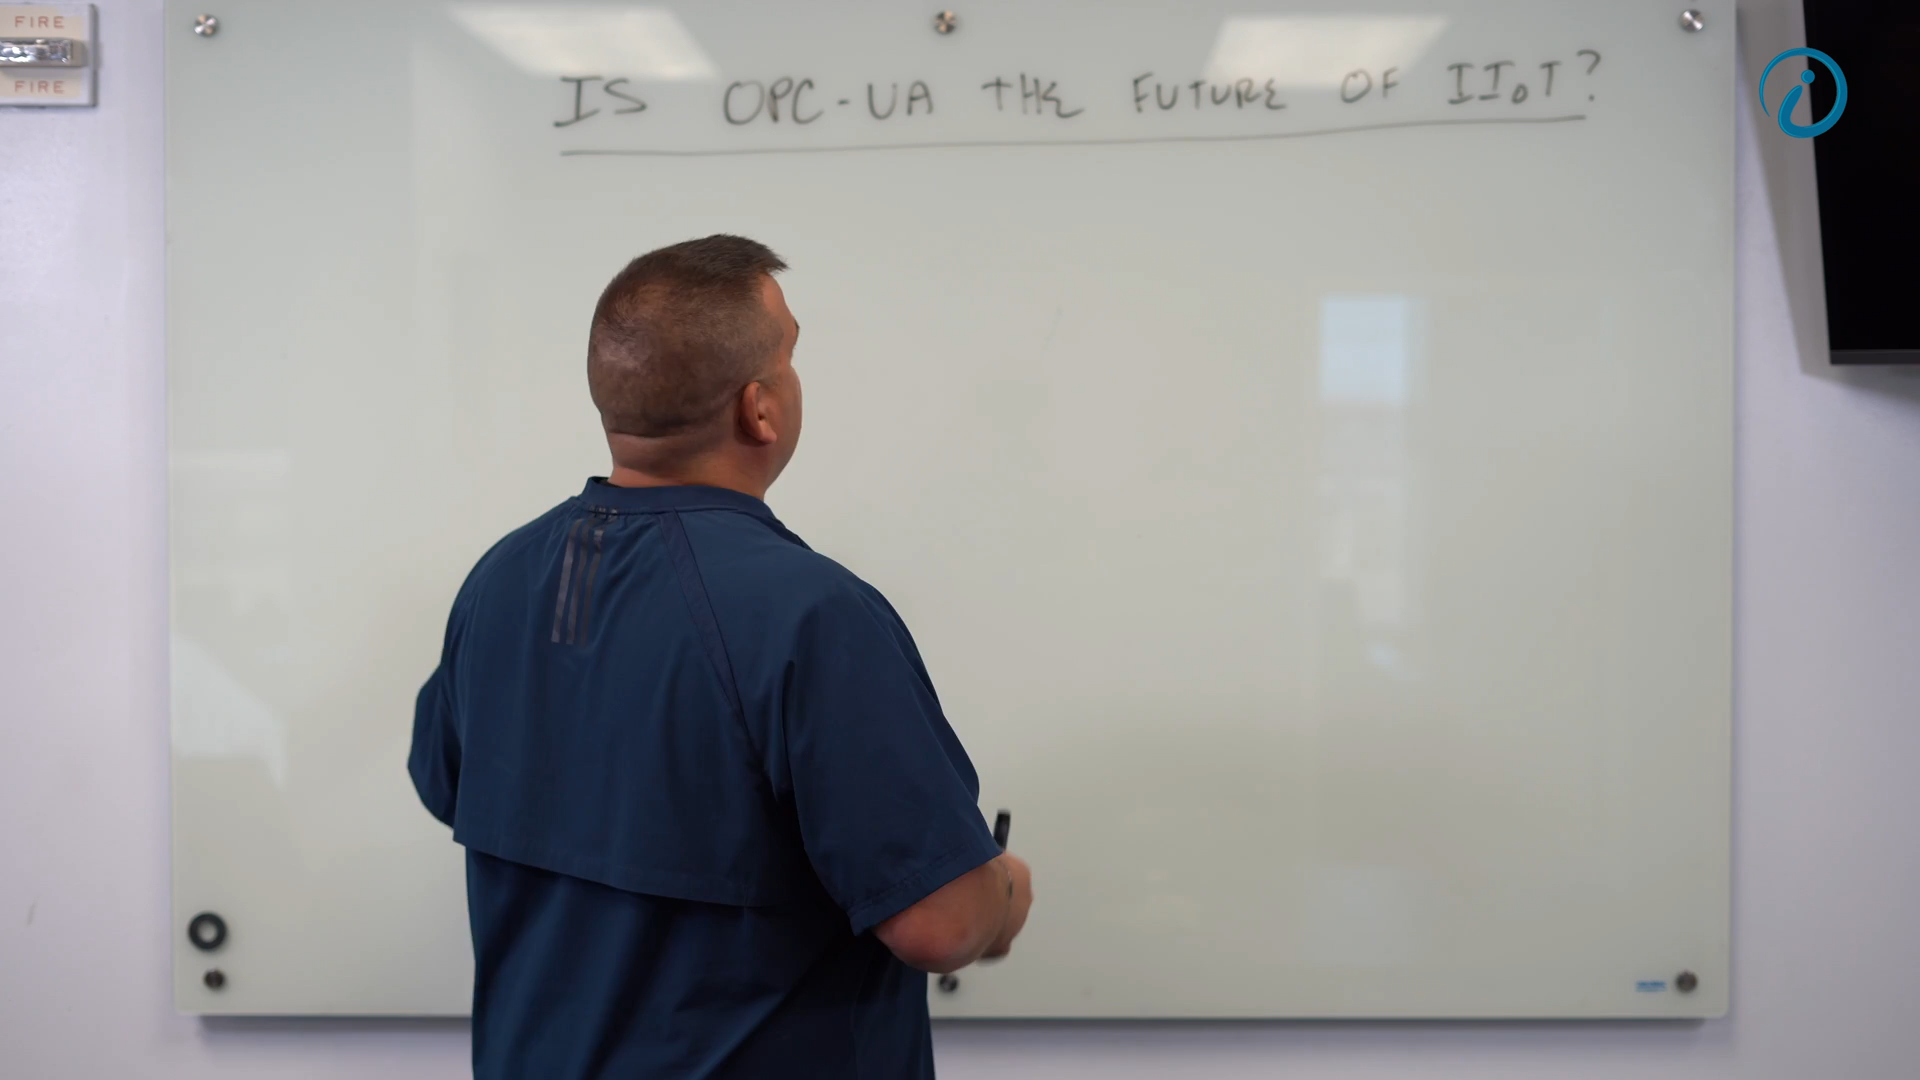 FIRE
FIRE
IS OPC-UA THE FUTURE OF IIoT?